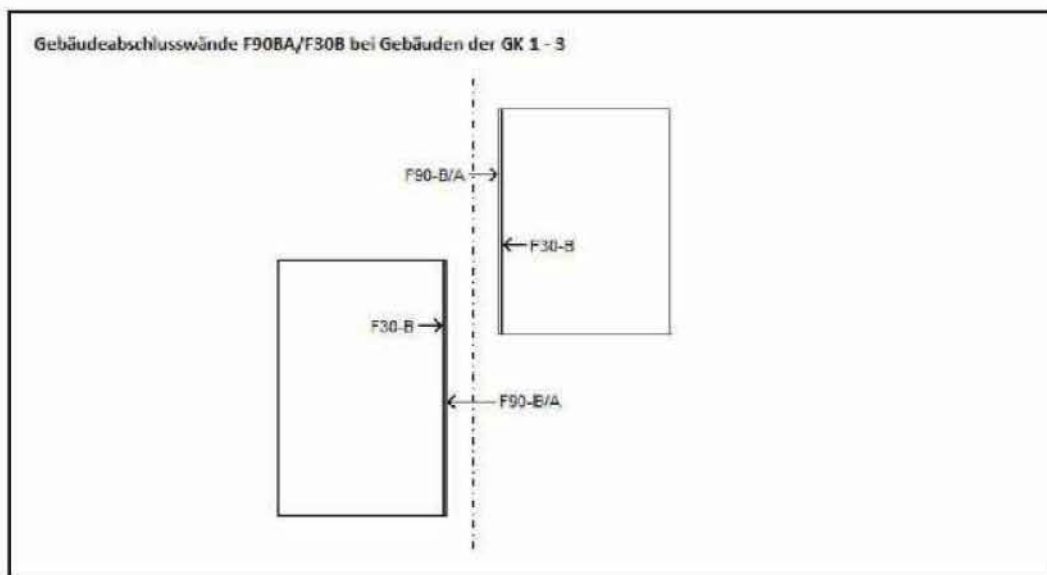 Gebäudeabschlusswände F90BA/F30B bei Gebäuden der GK 1 - 3
F90-B/A
F30-B
F30-B
F90-B/A